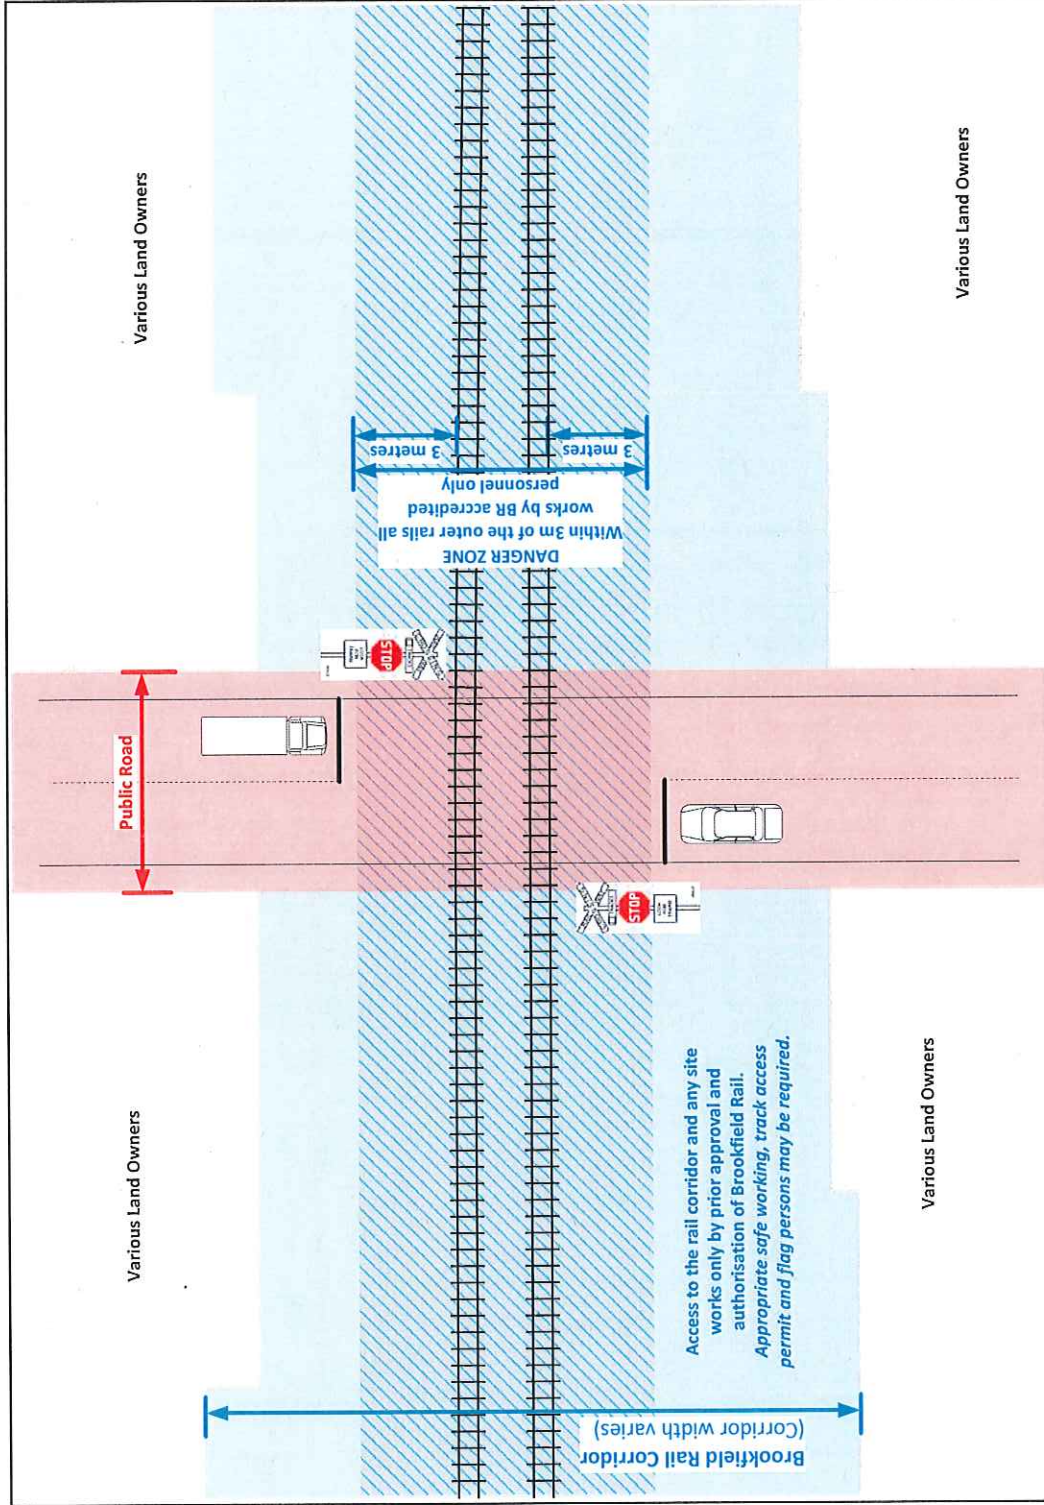 Various Land Owners
Various Land Owners
Public Road
STOP
3 metres
3 metres
DANGER ZONE
Within 3m of the outer rails all
works by BR accredited
personnel only
STOP
Access to the rail corridor and any site
works only by prior approval and
authorisation of Brookfield Rail.
Appropriate safe working, track access
permit and flag persons may be required.
Brookfield Rail Corridor
(Corridor width varies)
Various Land Owners
Various Land Owners